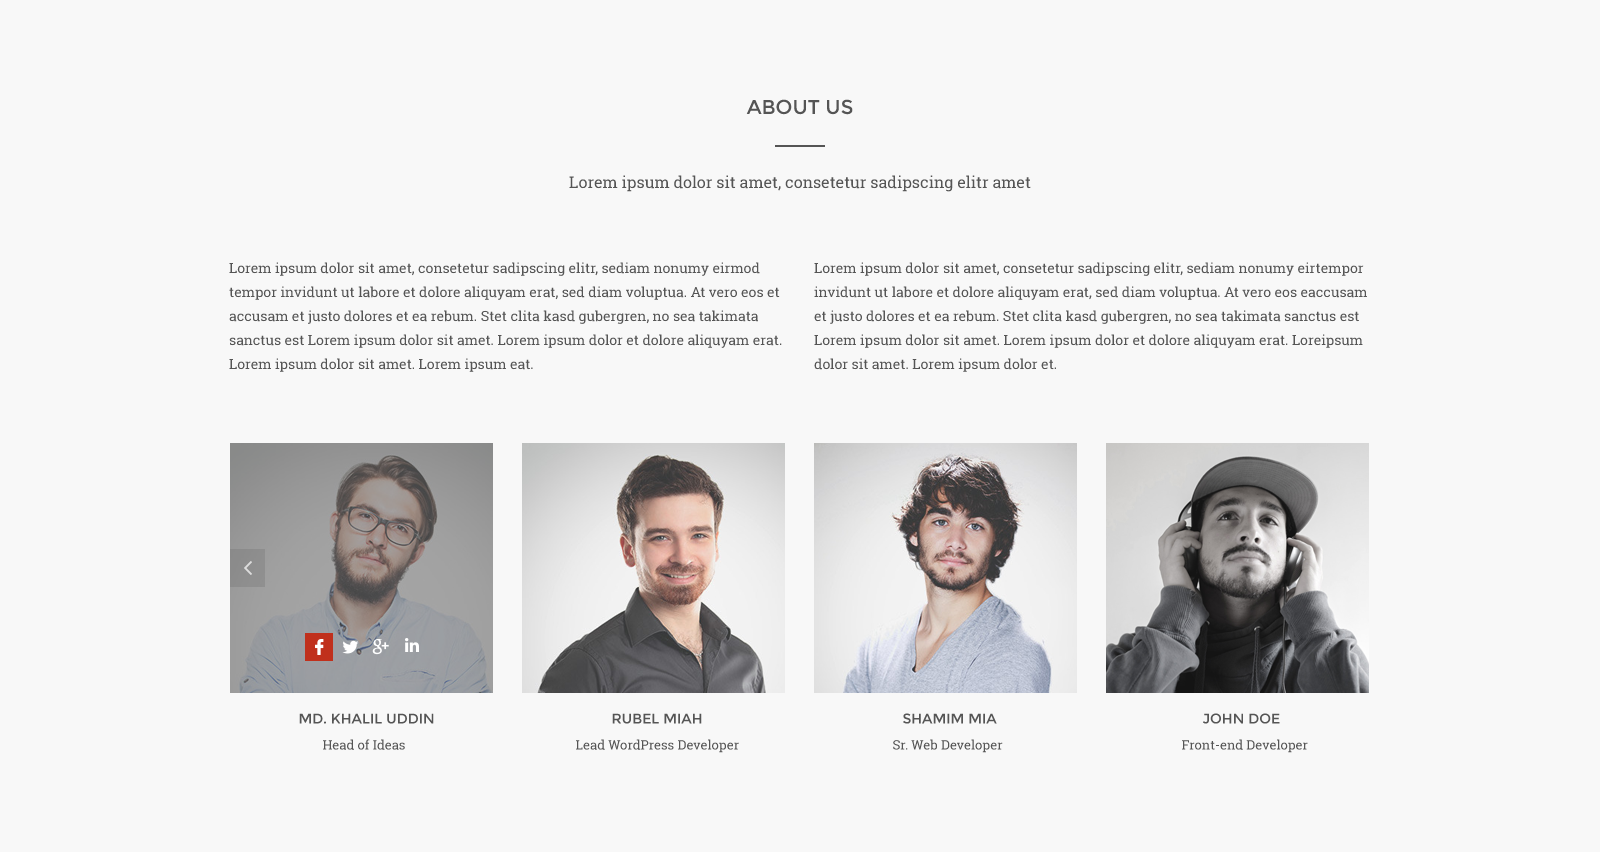 ABOUT US
Lorem ipsum dolor sit amet, consetetur sadipscing elitr amet
Lorem ipsum dolor sit amet, consetetur sadipscing elitr, sediam nonumy eirmod
tempor invidunt ut labore et dolore aliquyam erat, sed diam voluptua. At vero eos et
accusam et justo dolores et ea rebum. Stet clita kasd gubergren, no sea takimata
sanctus est Lorem ipsum dolor sit amet. Lorem ipsum dolor et dolore aliquyam erat.
Lorem ipsum dolor sit amet. Lorem ipsum eat.
Lorem ipsum dolor sit amet, consetetur sadipscing elitr, sediam nonumy eirtempor
invidunt ut labore et dolore aliquyam erat, sed diam voluptua. At vero eos eaccusam
et justo dolores et ea rebum. Stet clita kasd gubergren, no sea takimata sanctus est
Lorem ipsum dolor sit amet. Lorem ipsum dolor et dolore aliquyam erat. Loreipsum
dolor sit amet. Lorem ipsum dolor et.
MD. KHALIL UDDIN
Head of Ideas
RUBEL MIAH
Lead WordPress Developer
SHAMIM MIA
Sr. Web Developer
JOHN DOE
Front-end Developer